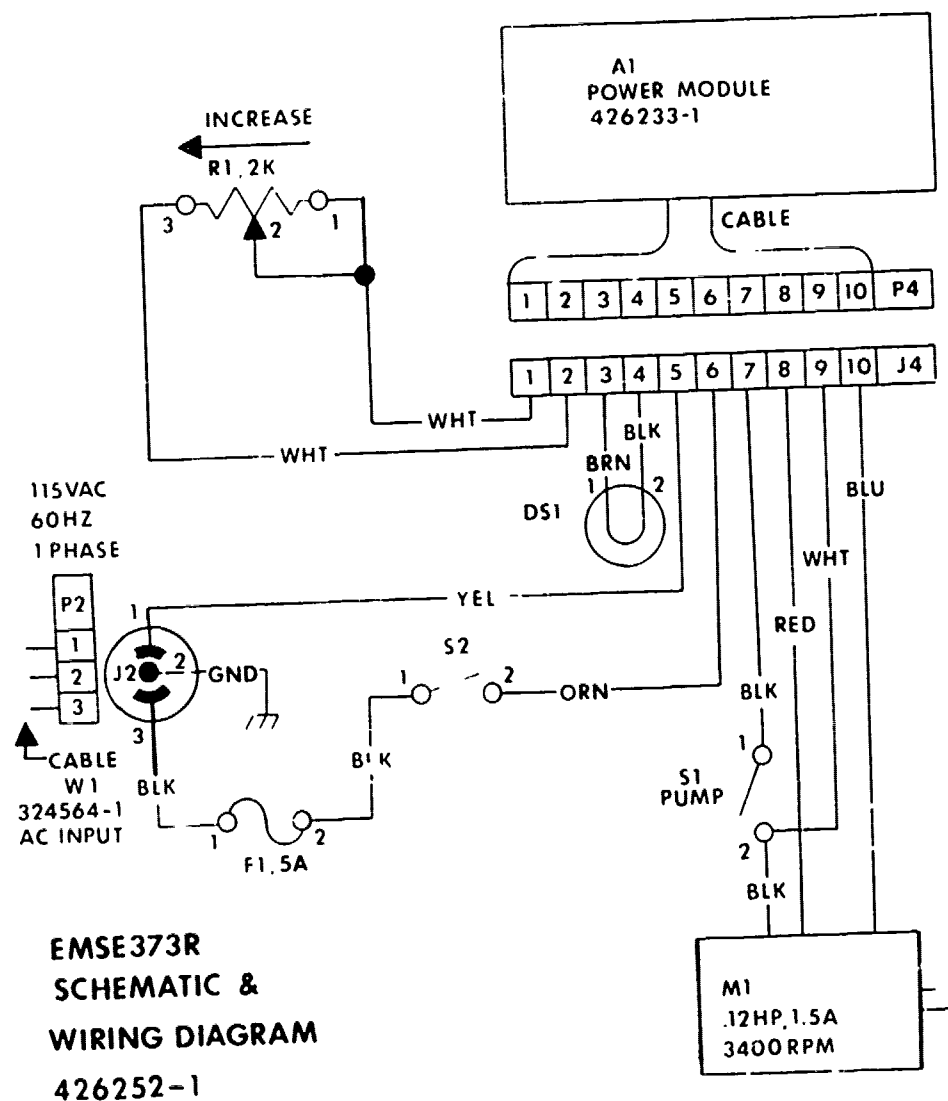 A1
POWER MODULE
426233-1
INCREASE
R1, 2K
3
2
1
CABLE
1 2 3 4 5 6 7 8 9 10 P4
1 2 3 4 5 6 7 8 9 10 J4
WHT
BLK
WHT
BRN
1
2
DS1
BLU
115VAC
60HZ
1 PHASE
WHT
P2
1
YEL
RED
1
2
3
J2
2
GND
S2
1
2
ORN
BLK
3
CABLE
W1
324564-1
AC INPUT
BLK
BLK
1
S1
PUMP
1
2
F1, 5A
2
BLK
EMSE373R
SCHEMATIC &
WIRING DIAGRAM
426252-1
M1
.12HP, 1.5A
3400 RPM